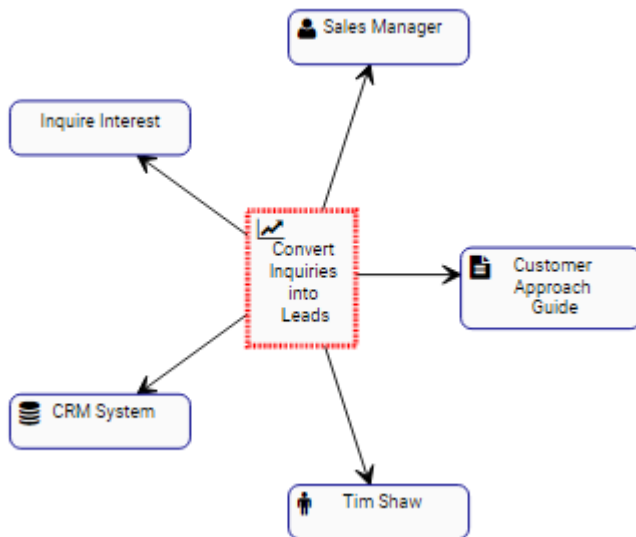 Sales Manager
Inquire Interest
Convert
Inquiries
into
Leads
Customer
Approach
Guide
CRM System
Tim Shaw